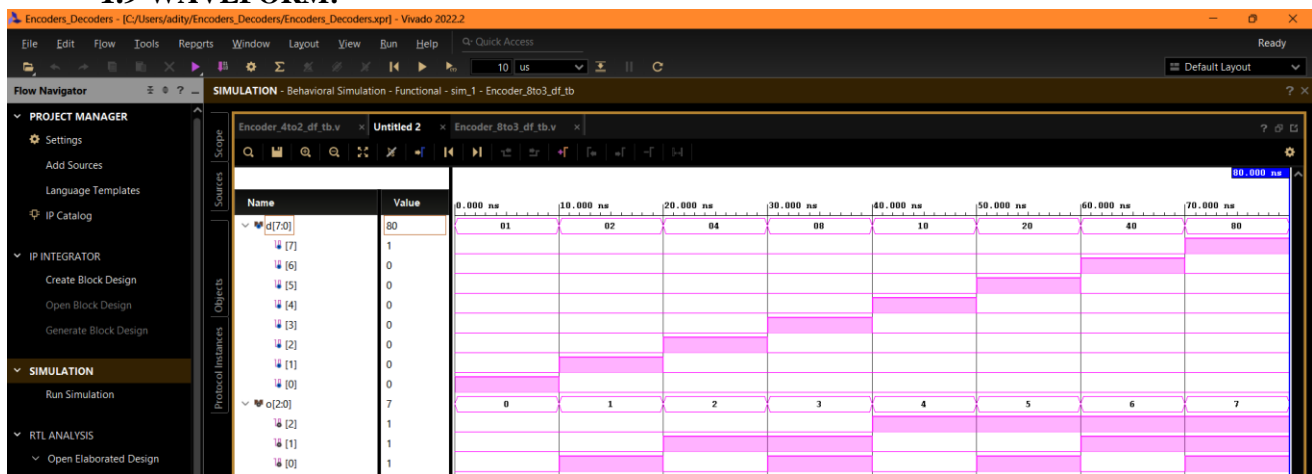 1.9 WAVEFORM:
Encoders_Decoders - [C:/Users/adity/Encoders_Decoders/Encoders_Decoders.xpr] - Vivado 2022.2
File Edit Flow Tools Reports Window Layout View Run Help Q- Quick Access Ready
10 us Default Layout
Flow Navigator ? SIMULATION - Behavioral Simulation - Functional - sim_1 - Encoder_8to3_df_tb ?
PROJECT MANAGER
Settings
Add Sources
Language Templates
IP Catalog
IP INTEGRATOR
Create Block Design
Open Block Design
Generate Block Design
SIMULATION
Run Simulation
RTL ANALYSIS
Open Elaborated Design
Scope
Sources
Objects
Protocol Instances
Encoder_4to2_df_tb.v × Untitled 2 × Encoder_8to3_df_tb.v × ?
80.000 ns
Name Value 0.000 ns 10.000 ns 20.000 ns 30.000 ns 40.000 ns 50.000 ns 60.000 ns 70.000 ns
d[7:0] 80 01 02 04 08 10 20 40 80
[7] 1
[6] 0
[5] 0
[4] 0
[3] 0
[2] 0
[1] 0
[0] 0
o[2:0] 7 0 1 2 3 4 5 6 7
[2] 1
[1] 1
[0] 1